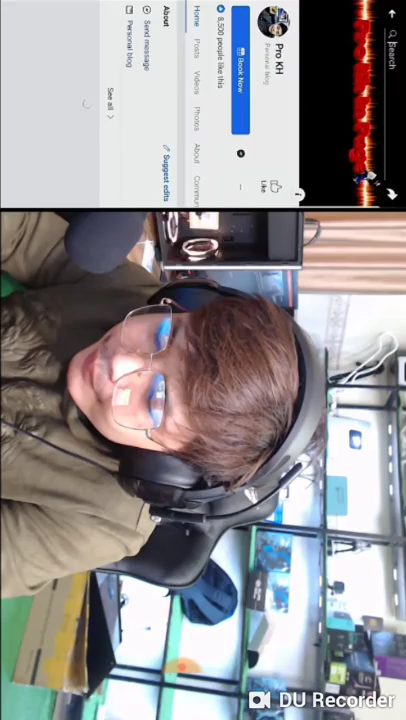 Search
Pro KH
Personal blog
Like
Book Now
8,500 people like this
Home
Posts
Videos
Photos
About
Commun
About
Suggest edits
Send message
Personal blog
See all
DU Recorder